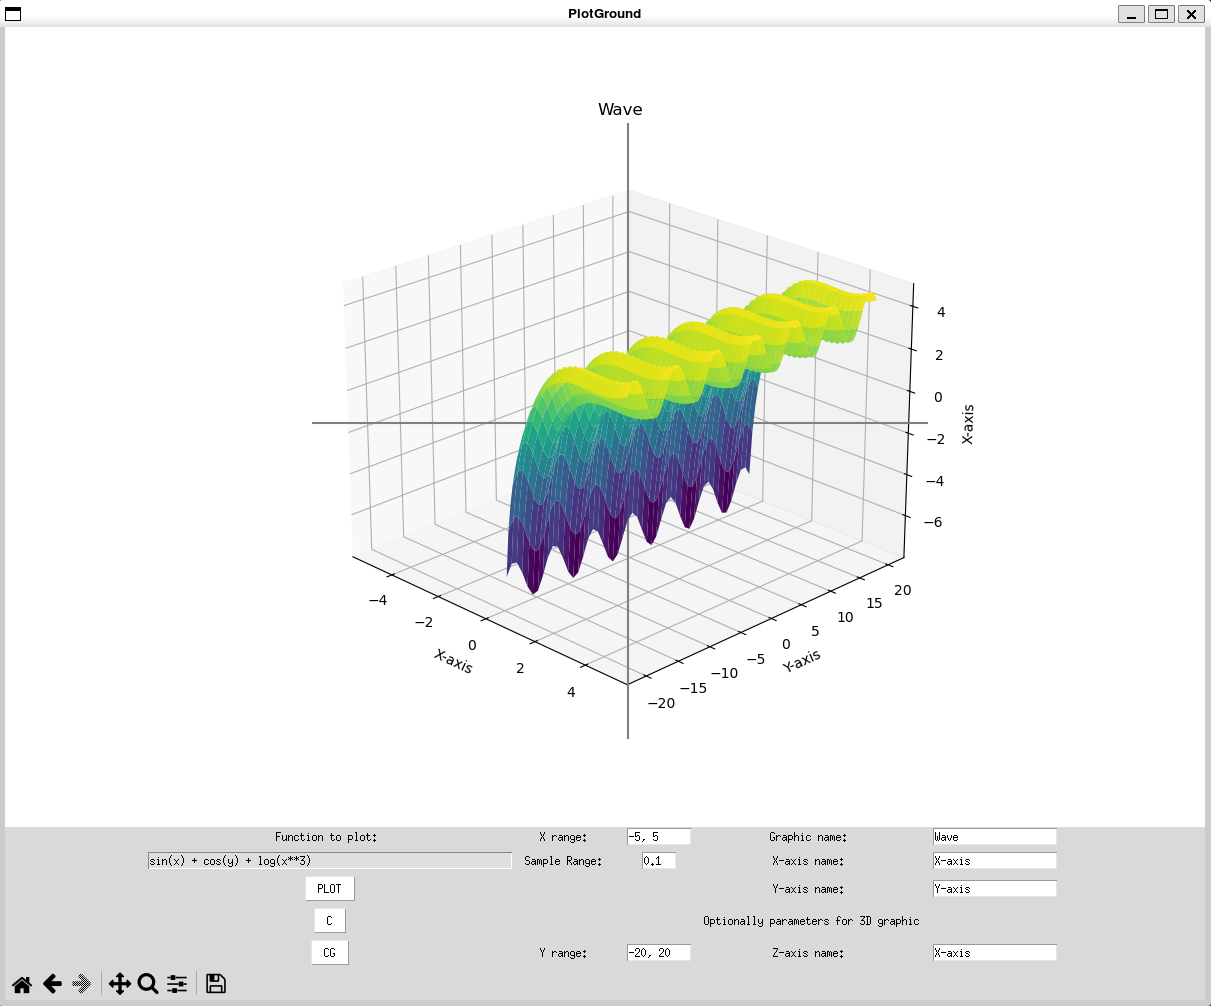 PlotGround
Wave
4
2
0
−2
−4
−6
X-axis
−4
−2
0
2
4
X-axis
−20
−15
−10
−5
0
5
10
15
20
Y-axis
Function to plot:
X range:
-5, 5
Graphic name:
Wave
sin(x) + cos(y) + log(x**3)
Sample Range:
0.1
X-axis name:
X-axis
PLOT
Y-axis name:
Y-axis
C
Optionally parameters for 3D graphic
CG
Y range:
-20, 20
Z-axis name:
X-axis